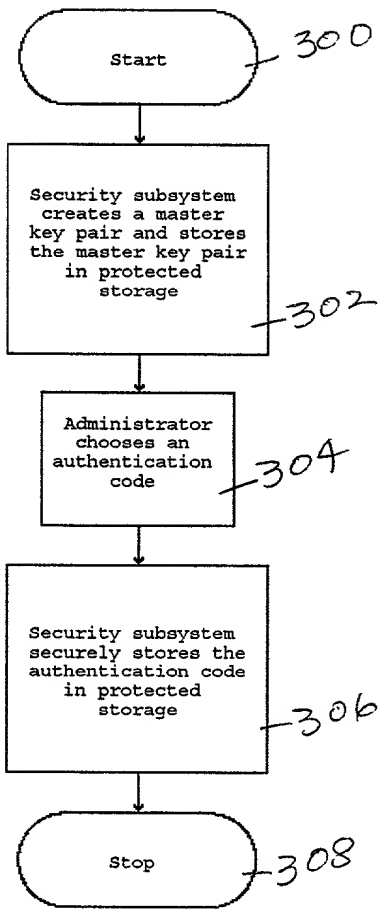 Start
300
Security subsystem
creates a master
key pair and stores
the master key pair
in protected
storage
302
Administrator
chooses an
authentication
code
304
Security subsystem
securely stores the
authentication code
in protected
storage
306
Stop
308